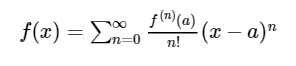 f(x) = ∑_{n=0}^{∞} \frac{f^{(n)}(a)}{n!} (x − a)^n